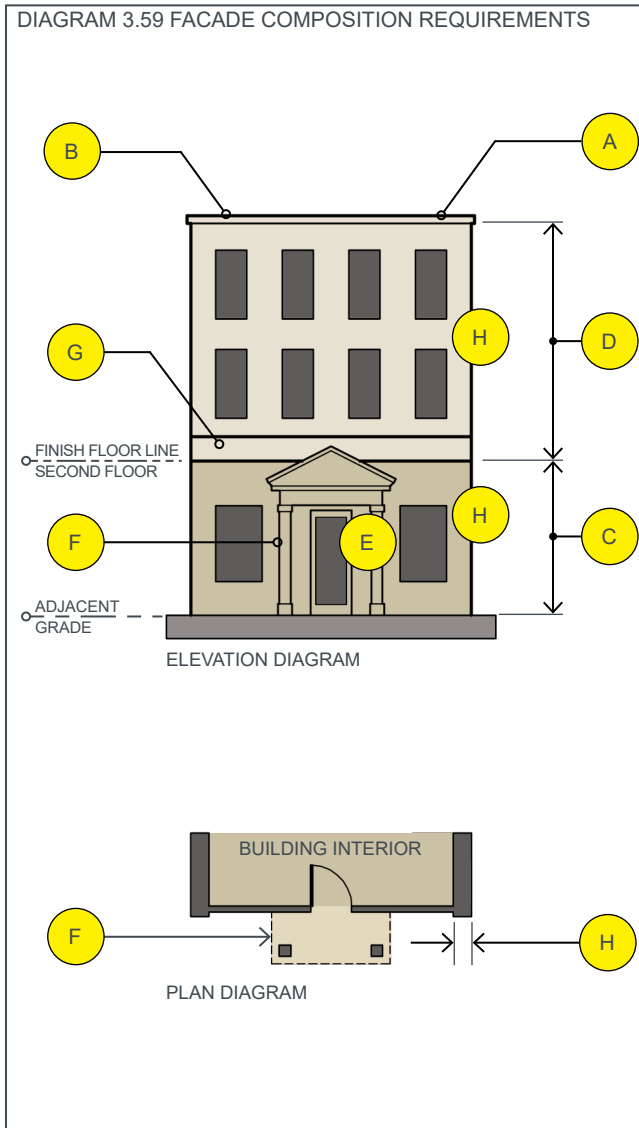 DIAGRAM 3.59 FACADE COMPOSITION REQUIREMENTS
B
A
G
H
D
FINISH FLOOR LINE
SECOND FLOOR
F
E
H
C
ADJACENT
GRADE
ELEVATION DIAGRAM
BUILDING INTERIOR
F
H
PLAN DIAGRAM